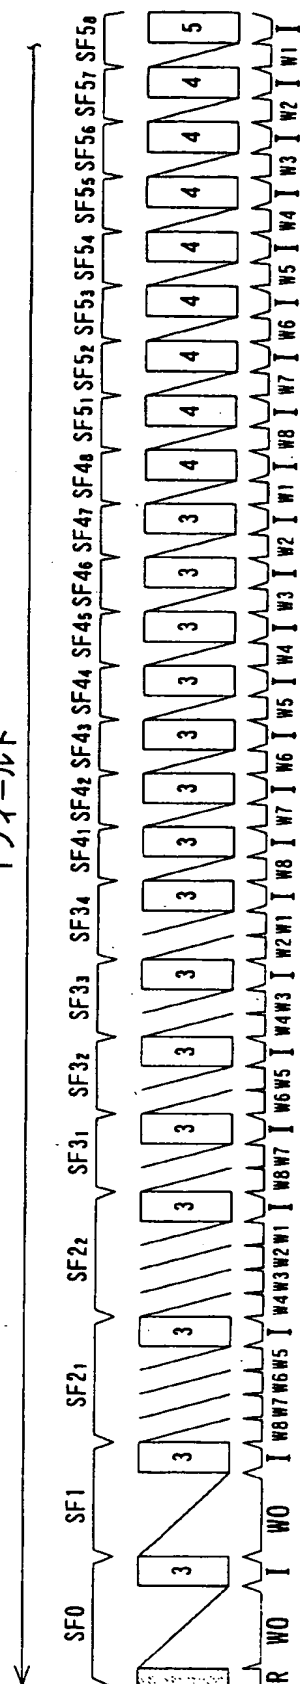 1フィールド
SF0 SF1 SF2₁ SF2₂ SF3₁ SF3₂ SF3₃ SF3₄ SF4₁ SF4₂ SF4₃ SF4₄ SF4₅ SF4₆ SF4₇ SF4₈ SF5₁ SF5₂ SF5₃ SF5₄ SF5₅ SF5₆ SF5₇ SF5₈
3 3 3 3 3 3 3 3 3 3 3 3 3 3 3 4 4 4 4 4 4 4 4 5
R W0 I W0 I W8 W7 W6 W5 I W4 W3 W2 W1 I W8 W7 I W6 W5 I W4 W3 I W2 W1 I W8 I W7 I W6 I W5 I W4 I W3 I W2 I W1 I W8 I W7 I W6 I W5 I W4 I W3 I W2 I W1 I